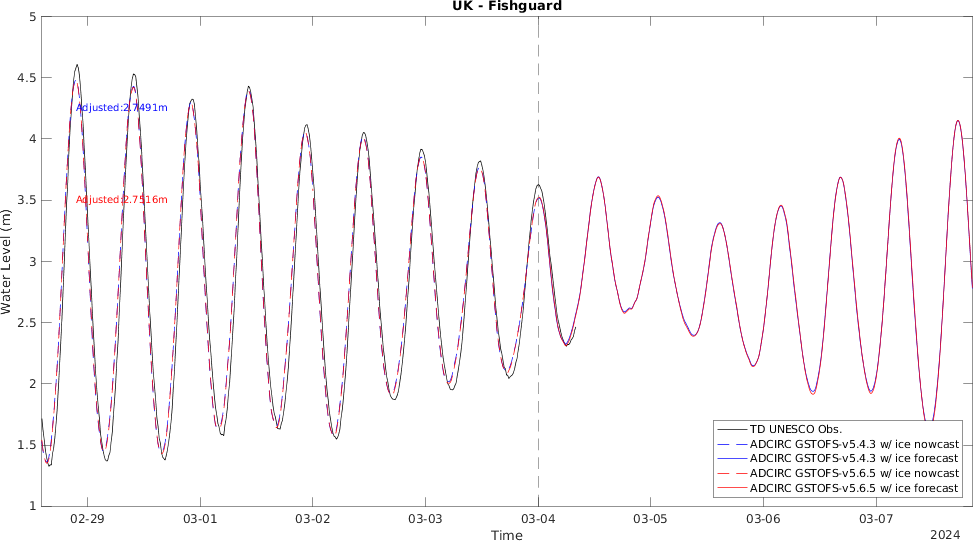 UK - Fishguard
5
4.5
4
3.5
3
2.5
2
1.5
1
Water Level (m)
Adjusted:2.7491m
Adjusted:2.7516m
TD UNESCO Obs.
ADCIRC GSTOFS-v5.4.3 w/ ice nowcast
ADCIRC GSTOFS-v5.4.3 w/ ice forecast
ADCIRC GSTOFS-v5.6.5 w/ ice nowcast
ADCIRC GSTOFS-v5.6.5 w/ ice forecast
02-29 03-01 03-02 03-03 03-04 03-05 03-06 03-07
Time
2024